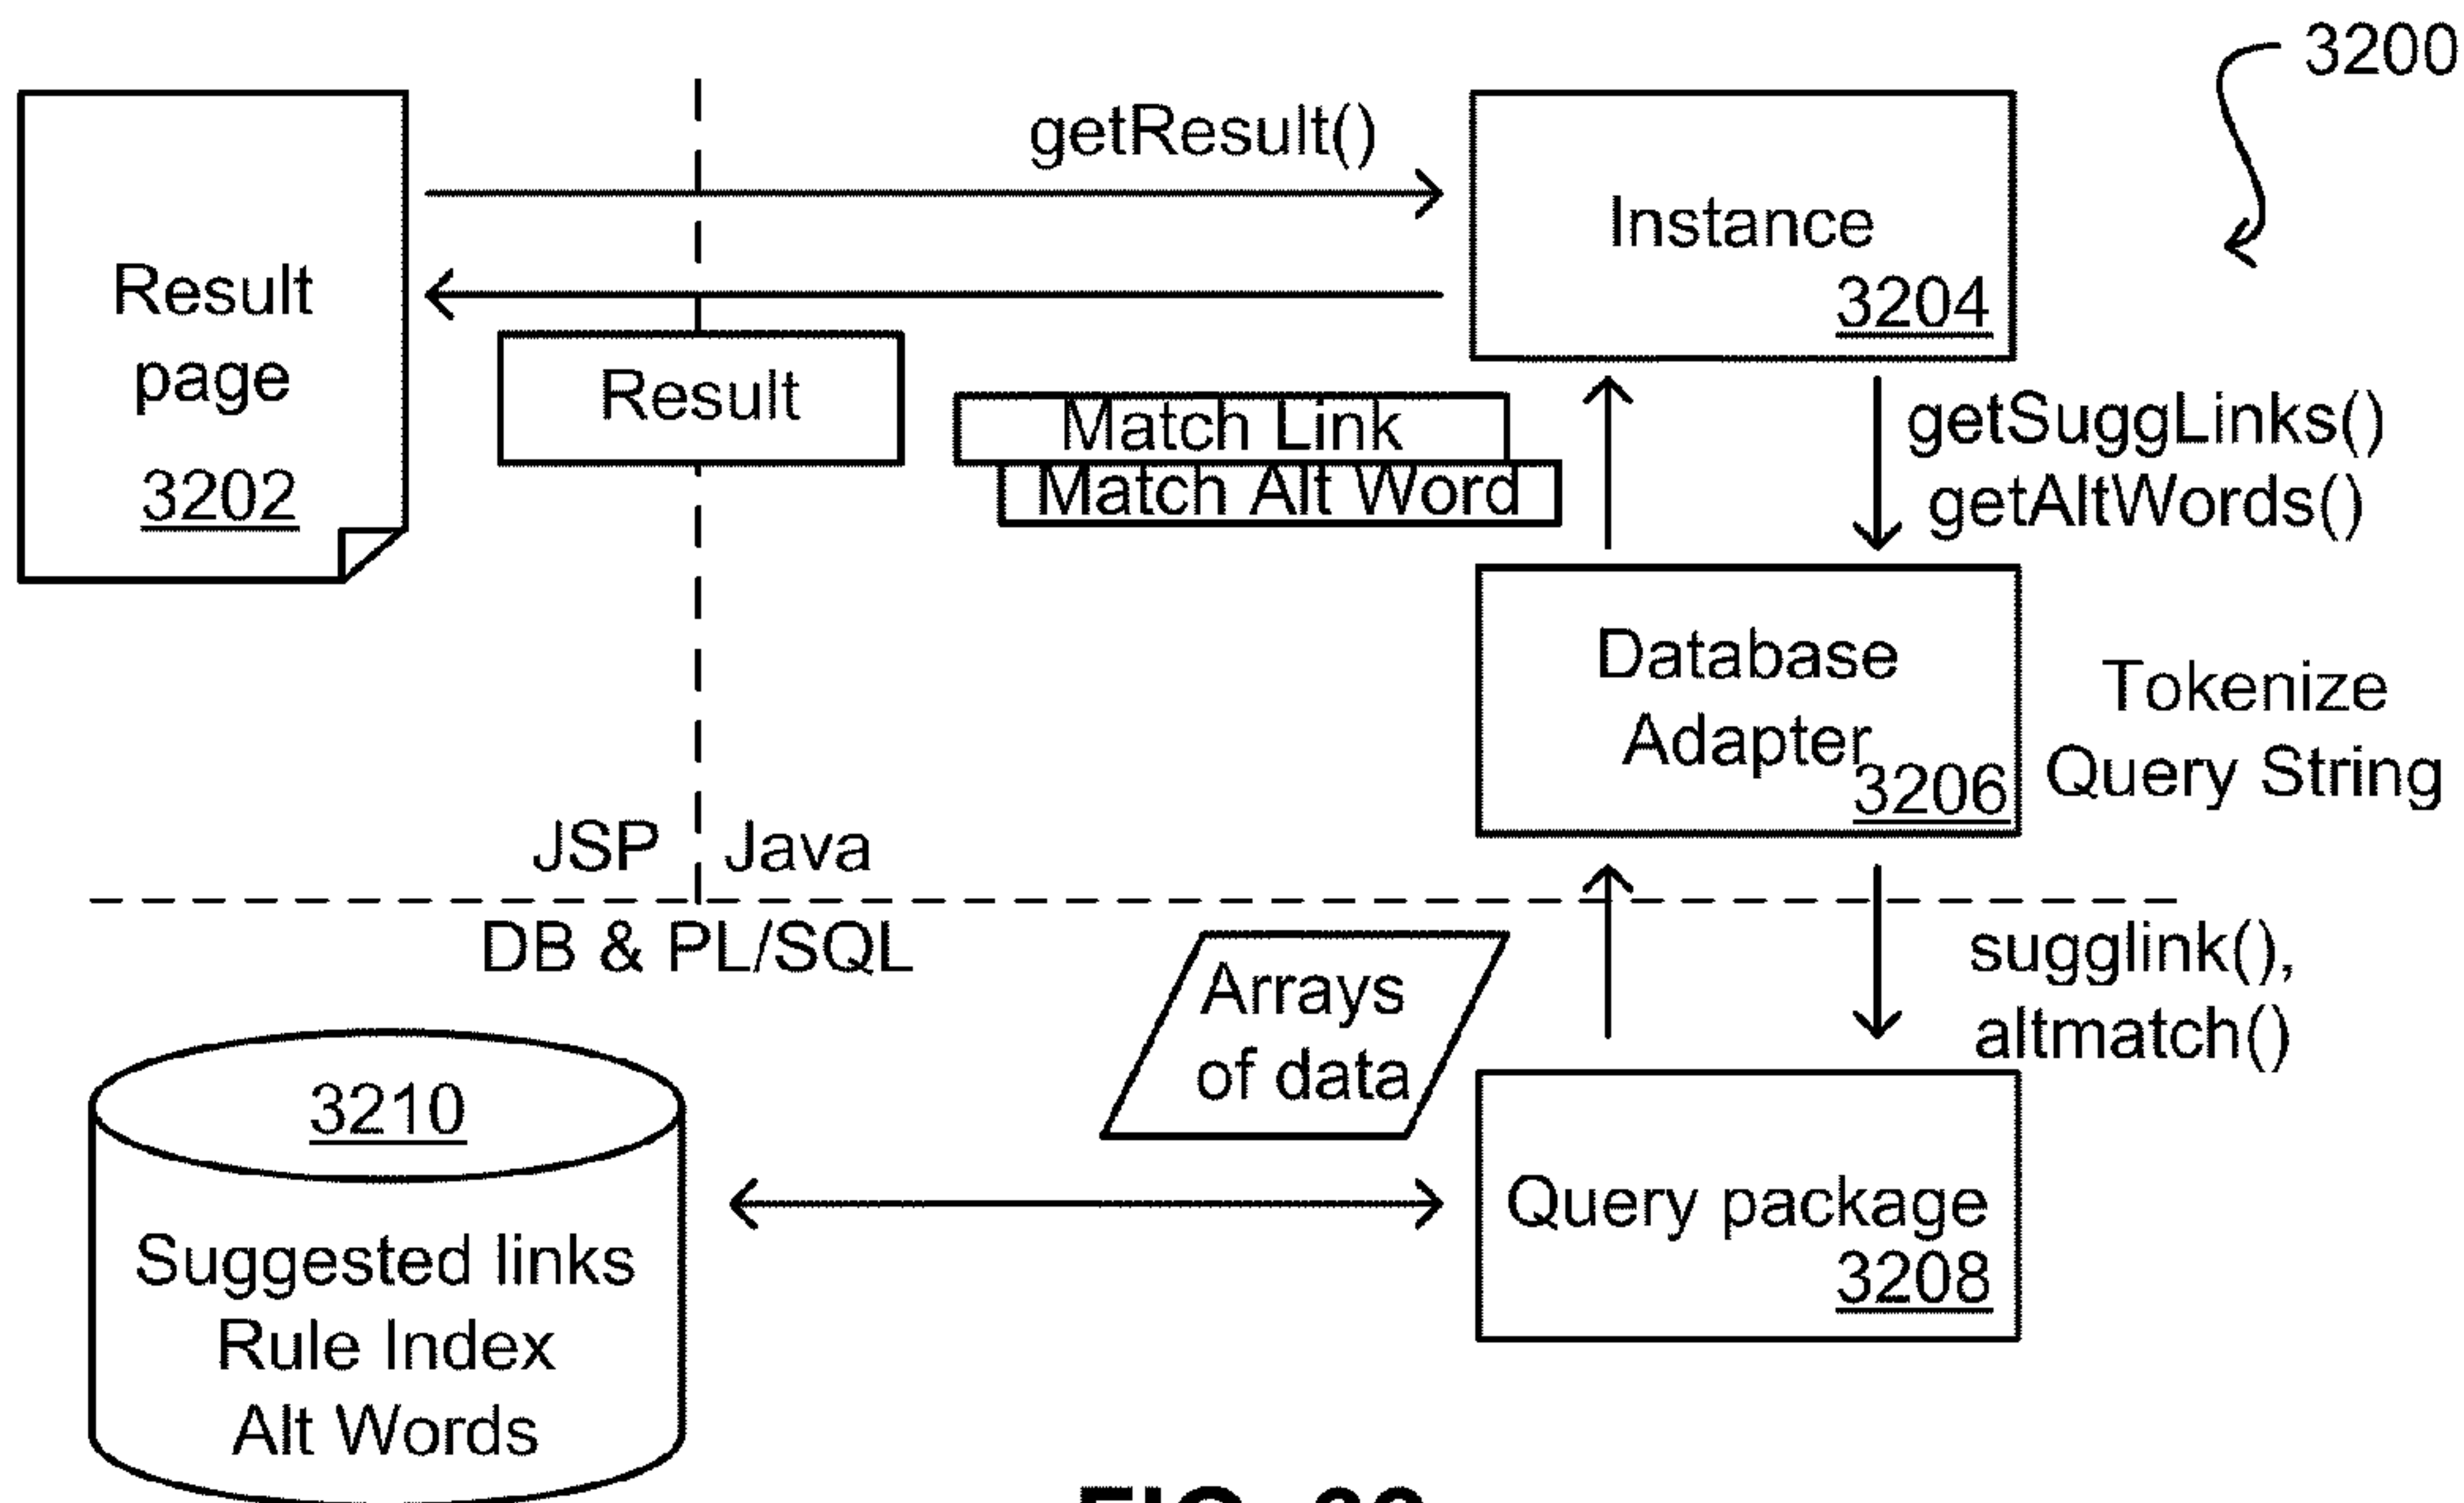 3200
getResult()
Result
page
3202
Instance
3204
Result
Match Link
Match Alt Word
getSuggLinks()
getAltWords()
Database
Adapter
3206
Tokenize
Query String
JSP
Java
DB & PL/SQL
Arrays
of data
sugglink(),
altmatch()
3210
Suggested links
Rule Index
Alt Words
Query package
3208